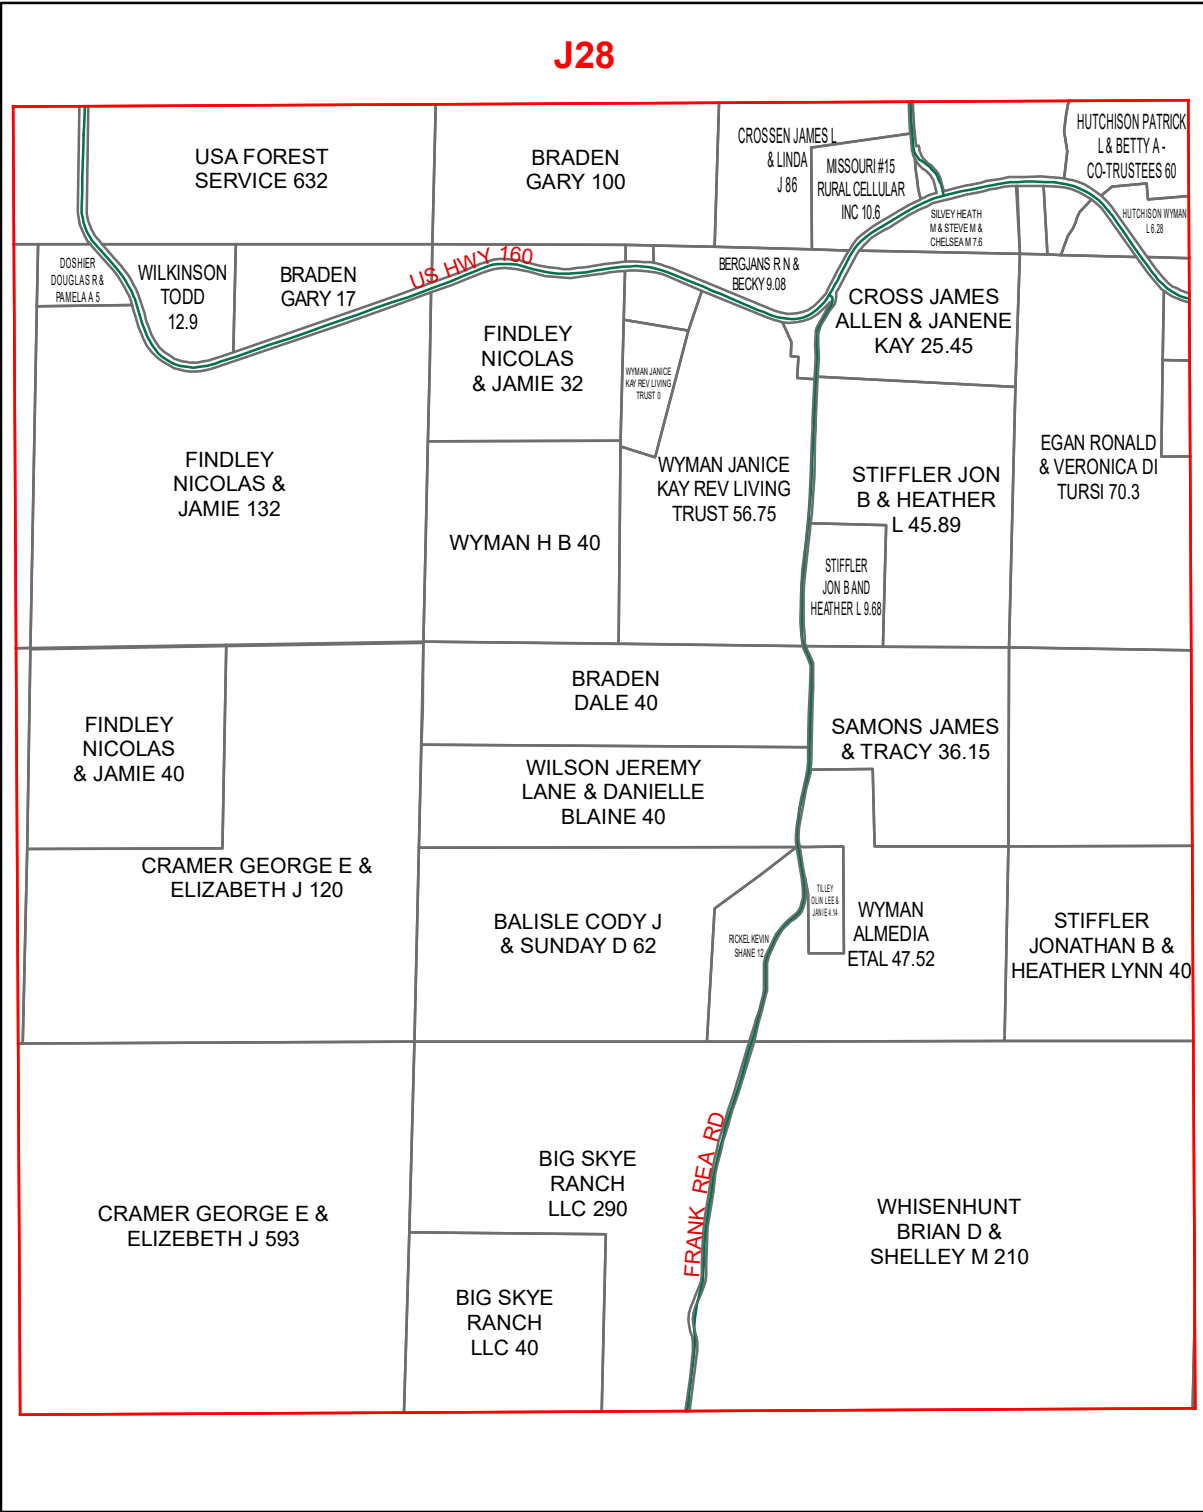 J28
USA FOREST
SERVICE 632
BRADEN
GARY 100
CROSSEN JAMES L
& LINDA
J 86
MISSOURI #15
RURAL CELLULAR
INC 10.6
HUTCHISON PATRICK
L & BETTY A -
CO-TRUSTEES 60
HUTCHISON WYMAN
L 6.28
SILVEY HEATH
M & STEVE M &
CHELSEA M 7.6
DOSHIER
DOUGLAS R &
PAMELA A 5
WILKINSON
TODD
12.9
BRADEN
GARY 17
US HWY 160
BERGJANS R N &
BECKY 9.08
CROSS JAMES
ALLEN & JANENE
KAY 25.45
FINDLEY
NICOLAS
& JAMIE 32
WYMAN JANICE
KAY REV LIVING
TRUST 0
FINDLEY
NICOLAS &
JAMIE 132
WYMAN JANICE
KAY REV LIVING
TRUST 56.75
STIFFLER JON
B & HEATHER
L 45.89
EGAN RONALD
& VERONICA DI
TURSI 70.3
WYMAN H B 40
STIFFLER
JON B AND
HEATHER L 9.68
BRADEN
DALE 40
FINDLEY
NICOLAS
& JAMIE 40
SAMONS JAMES
& TRACY 36.15
WILSON JEREMY
LANE & DANIELLE
BLAINE 40
CRAMER GEORGE E &
ELIZABETH J 120
BALISLE CODY J
& SUNDAY D 62
RICKEL KEVIN
SHANE 12
TILLEY
OLIN LEE &
JANIE 4.14
WYMAN
ALMEDIA
ETAL 47.52
STIFFLER
JONATHAN B &
HEATHER LYNN 40
CRAMER GEORGE E &
ELIZEBETH J 593
BIG SKYE
RANCH
LLC 290
FRANK REA RD
WHISENHUNT
BRIAN D &
SHELLEY M 210
BIG SKYE
RANCH
LLC 40